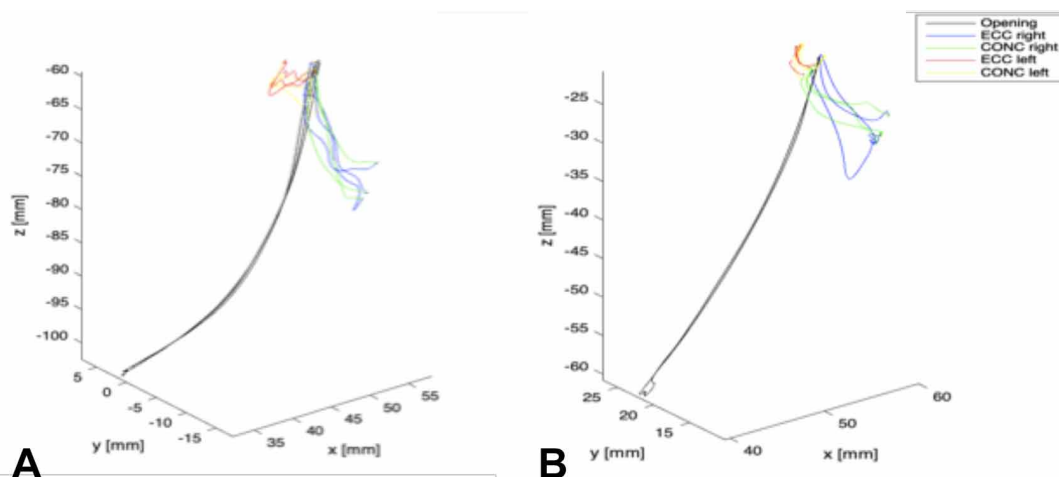 -60
-65
-70
-75
-80
-85
-90
-95
-100
z [mm]
5
0
-5
-10
-15
y [mm]
35
40
45
50
55
x [mm]
A
Opening
ECC right
CONC right
ECC left
CONC left
-25
-30
-35
-40
-45
-50
-55
-60
z [mm]
25
20
15
y [mm]
40
50
60
x [mm]
B